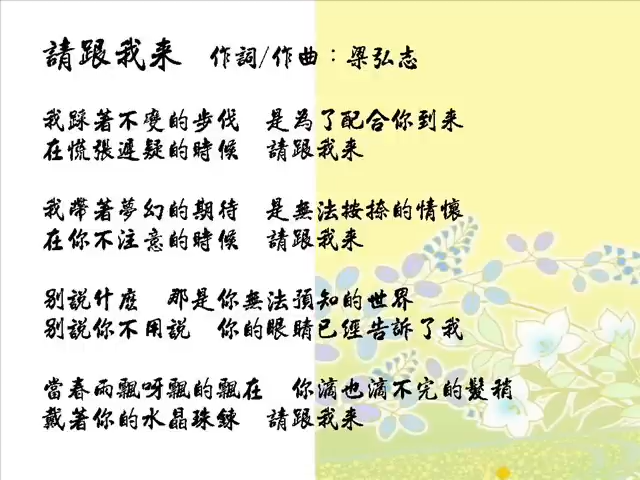 請跟我来　作詞/作曲：梁弘志
我踩著不變的步伐　是為了配合你到来
在慌張遲疑的時候　請跟我来
我帶著夢幻的期待　是無法按捺的情懷
在你不注意的時候　請跟我来
別説什麼　那是你無法預知的世界
別説你不用説　你的眼睛已經告訴了我
當春雨飄呀飄的飄在　你滴也滴不完的髮稍
戴著你的水晶珠鍊　請跟我来